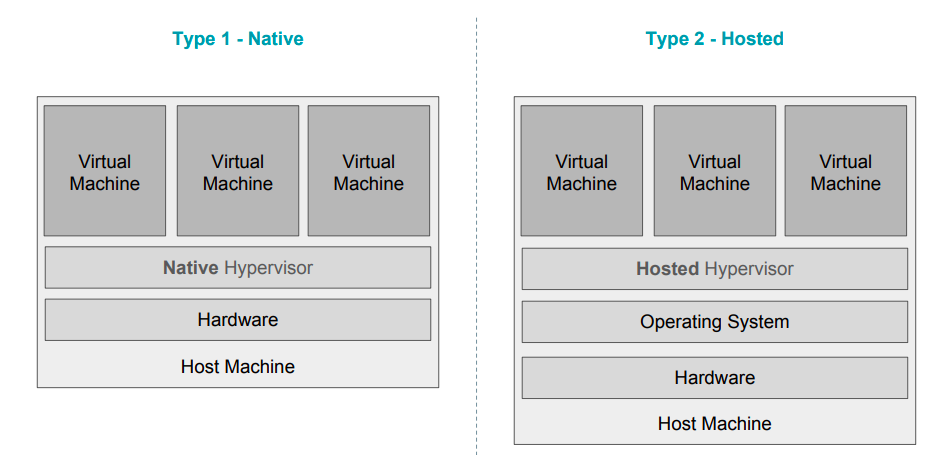 Type 1 - Native
Virtual
Machine
Virtual
Machine
Virtual
Machine
Native Hypervisor
Hardware
Host Machine
Type 2 - Hosted
Virtual
Machine
Virtual
Machine
Virtual
Machine
Hosted Hypervisor
Operating System
Hardware
Host Machine